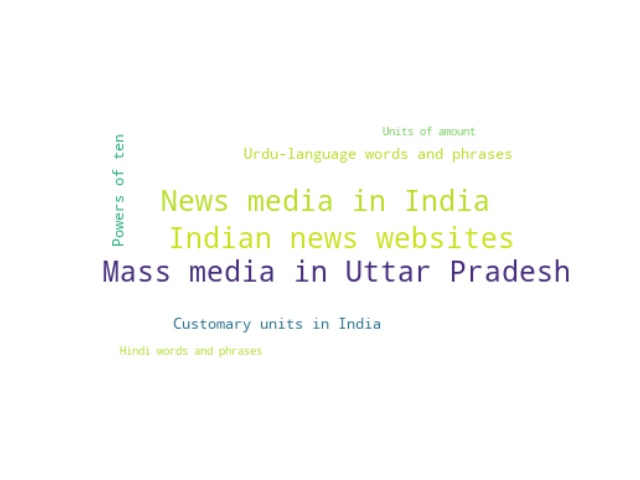 Units of amount
Urdu-language words and phrases
Powers of ten
News media in India
Indian news websites
Mass media in Uttar Pradesh
Customary units in India
Hindi words and phrases